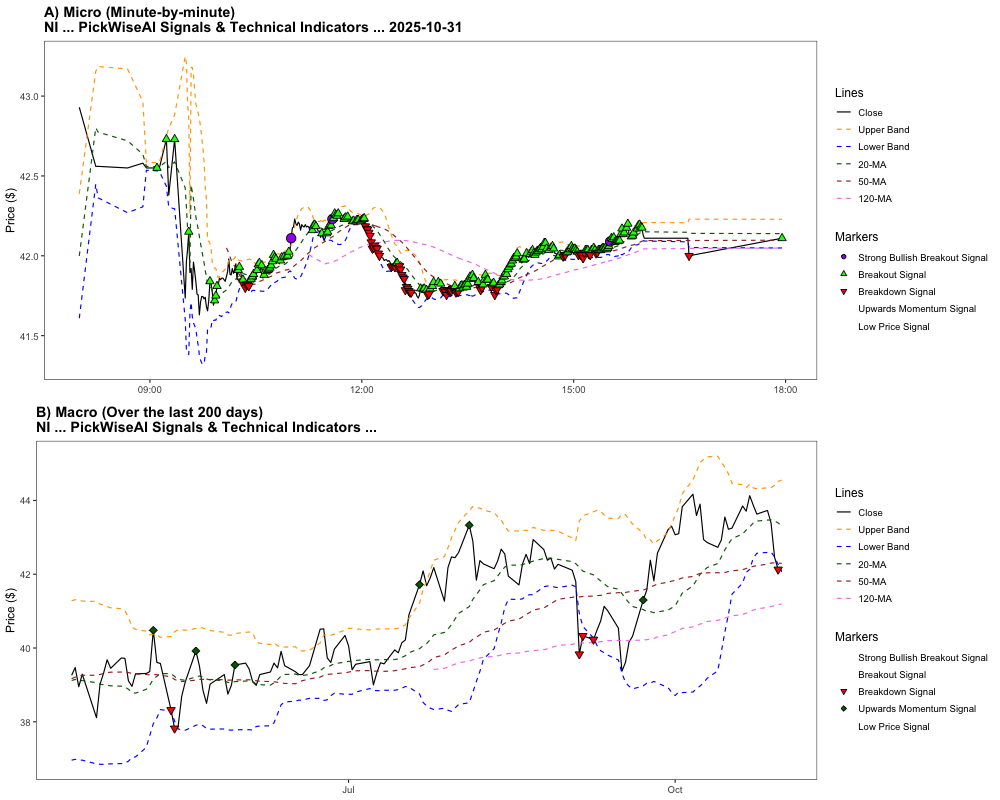 A) Micro (Minute-by-minute)
NI ... PickWiseAI Signals & Technical Indicators ... 2025-10-31
Price ($)
43.0
42.5
42.0
41.5
09:00
12:00
15:00
18:00
Lines
Close
Upper Band
Lower Band
20-MA
50-MA
120-MA
Markers
Strong Bullish Breakout Signal
Breakout Signal
Breakdown Signal
Upwards Momentum Signal
Low Price Signal
B) Macro (Over the last 200 days)
NI ... PickWiseAI Signals & Technical Indicators ...
Price ($)
44
42
40
38
Jul
Oct
Lines
Close
Upper Band
Lower Band
20-MA
50-MA
120-MA
Markers
Strong Bullish Breakout Signal
Breakout Signal
Breakdown Signal
Upwards Momentum Signal
Low Price Signal